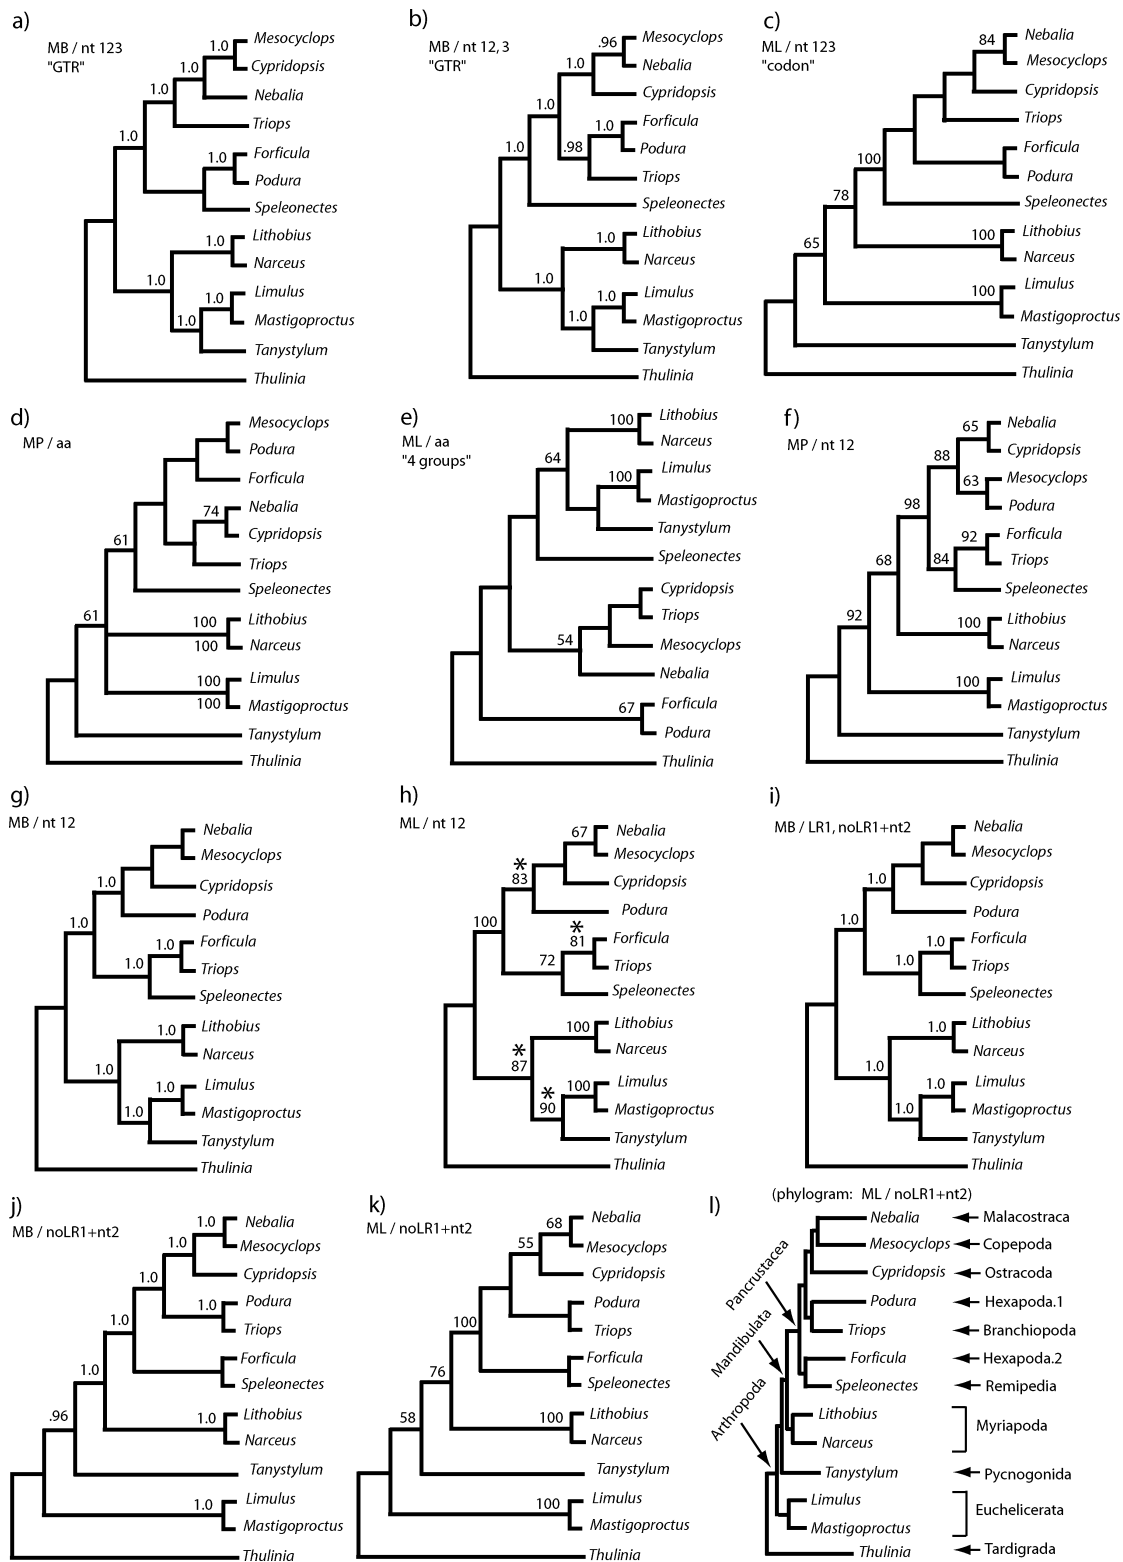 a)
MB / nt 123
"GTR"
1.0
1.0
1.0
1.0
1.0
1.0
1.0
1.0
1.0
Mesocyclops
Cypridopsis
Nebalia
Triops
Forficula
Podura
Speleonectes
Lithobius
Narceus
Limulus
Mastigoproctus
Tanystylum
Thulinia
b)
MB / nt 12, 3
"GTR"
.96
1.0
1.0
1.0
.98
1.0
1.0
1.0
1.0
1.0
Mesocyclops
Nebalia
Cypridopsis
Forficula
Podura
Triops
Speleonectes
Lithobius
Narceus
Limulus
Mastigoproctus
Tanystylum
Thulinia
c)
ML / nt 123
"codon"
84
100
78
100
65
100
Nebalia
Mesocyclops
Cypridopsis
Triops
Forficula
Podura
Speleonectes
Lithobius
Narceus
Limulus
Mastigoproctus
Tanystylum
Thulinia
d)
MP / aa
74
61
61
100
100
100
100
Mesocyclops
Podura
Forficula
Nebalia
Cypridopsis
Triops
Speleonectes
Lithobius
Narceus
Limulus
Mastigoproctus
Tanystylum
Thulinia
e)
ML / aa
"4 groups"
100
64
100
54
67
Lithobius
Narceus
Limulus
Mastigoproctus
Tanystylum
Speleonectes
Cypridopsis
Triops
Mesocyclops
Nebalia
Forficula
Podura
Thulinia
f)
MP / nt 12
65
88
63
98
92
84
68
92
100
100
Nebalia
Cypridopsis
Mesocyclops
Podura
Forficula
Triops
Speleonectes
Lithobius
Narceus
Limulus
Mastigoproctus
Tanystylum
Thulinia
g)
MB / nt 12
1.0
1.0
1.0
1.0
1.0
1.0
1.0
1.0
Nebalia
Mesocyclops
Cypridopsis
Podura
Forficula
Triops
Speleonectes
Lithobius
Narceus
Limulus
Mastigoproctus
Tanystylum
Thulinia
h)
ML / nt 12
67
*
83
100
*
81
72
100
*
87
100
*
90
Nebalia
Mesocyclops
Cypridopsis
Podura
Forficula
Triops
Speleonectes
Lithobius
Narceus
Limulus
Mastigoproctus
Tanystylum
Thulinia
i)
MB / LR1, noLR1+nt2
1.0
1.0
1.0
1.0
1.0
1.0
1.0
1.0
Nebalia
Mesocyclops
Cypridopsis
Podura
Forficula
Triops
Speleonectes
Lithobius
Narceus
Limulus
Mastigoproctus
Tanystylum
Thulinia
j)
MB / noLR1+nt2
1.0
1.0
1.0
1.0
1.0
1.0
1.0
1.0
.96
1.0
Nebalia
Mesocyclops
Cypridopsis
Podura
Triops
Forficula
Speleonectes
Lithobius
Narceus
Tanystylum
Limulus
Mastigoproctus
Thulinia
k)
ML / noLR1+nt2
68
55
100
76
58
100
100
Nebalia
Mesocyclops
Cypridopsis
Podura
Triops
Forficula
Speleonectes
Lithobius
Narceus
Tanystylum
Limulus
Mastigoproctus
Thulinia
l)
(phylogram: ML / noLR1+nt2)
Pancrustacea
Mandibulata
Arthropoda
Nebalia Malacostraca
Mesocyclops Copepoda
Cypridopsis Ostracoda
Podura Hexapoda.1
Triops Branchiopoda
Forficula Hexapoda.2
Speleonectes Remipedia
Lithobius
Myriapoda
Narceus
Tanystylum Pycnogonida
Limulus
Euchelicerata
Mastigoproctus
Thulinia Tardigrada